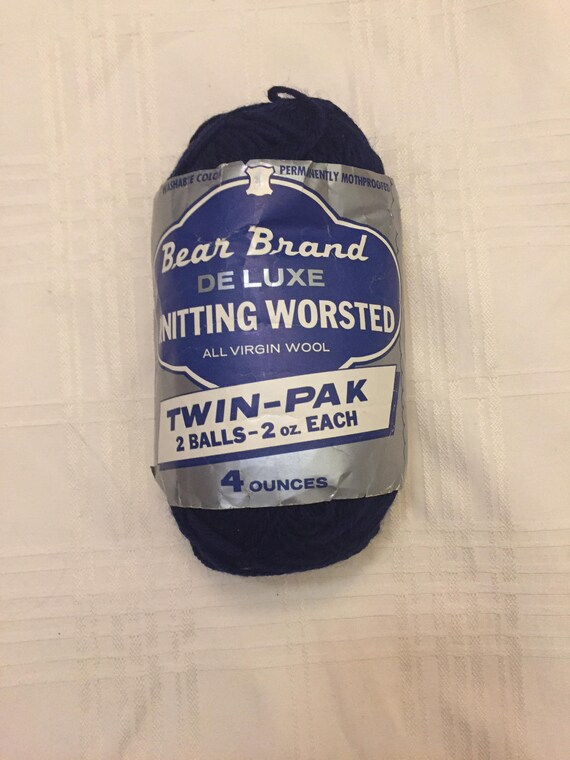 WASHABLE COLOR PERMANENTLY MOTHPROOFED
Bear Brand
DE LUXE
KNITTING WORSTED
ALL VIRGIN WOOL
TWIN-PAK
2 BALLS-2 oz. EACH
4 OUNCES